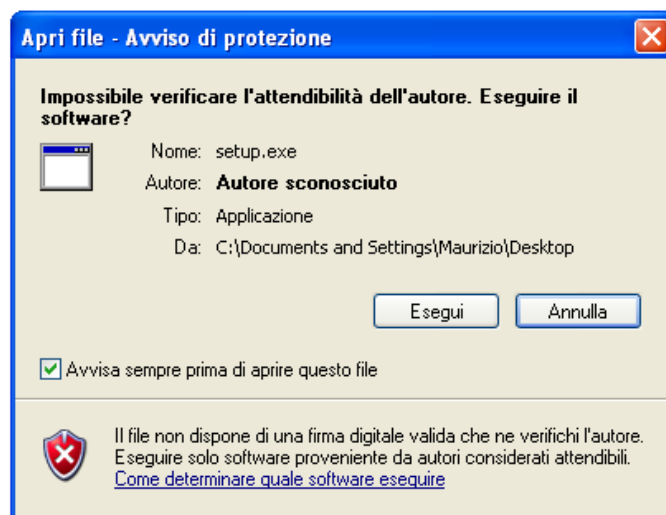 Apri file - Avviso di protezione
Impossibile verificare l'attendibilità dell'autore. Eseguire il
software?
Nome: setup.exe
Autore: Autore sconosciuto
Tipo: Applicazione
Da: C:\Documents and Settings\Maurizio\Desktop
Esegui Annulla
Avvisa sempre prima di aprire questo file
Il file non dispone di una firma digitale valida che ne verifichi l'autore.
Eseguire solo software proveniente da autori considerati attendibili.
Come determinare quale software eseguire